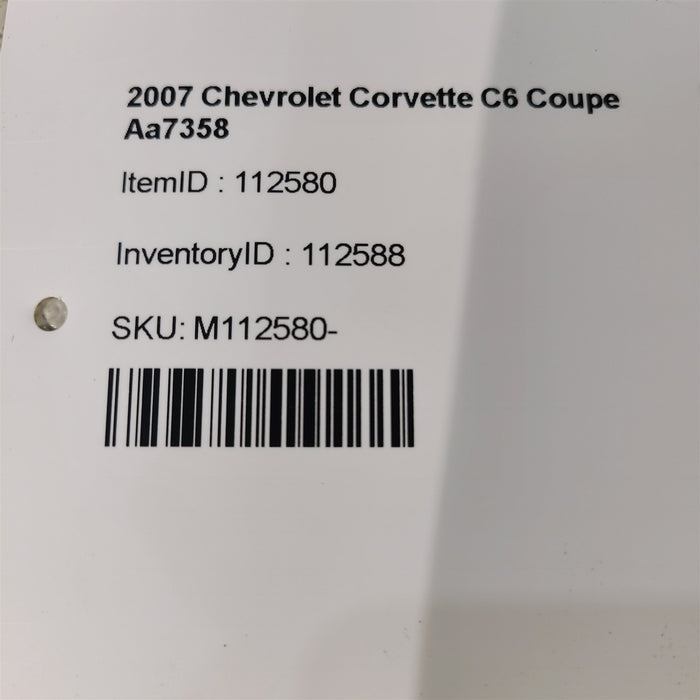 2007 Chevrolet Corvette C6 Coupe
Aa7358
ItemID : 112580
InventoryID : 112588
SKU: M112580-